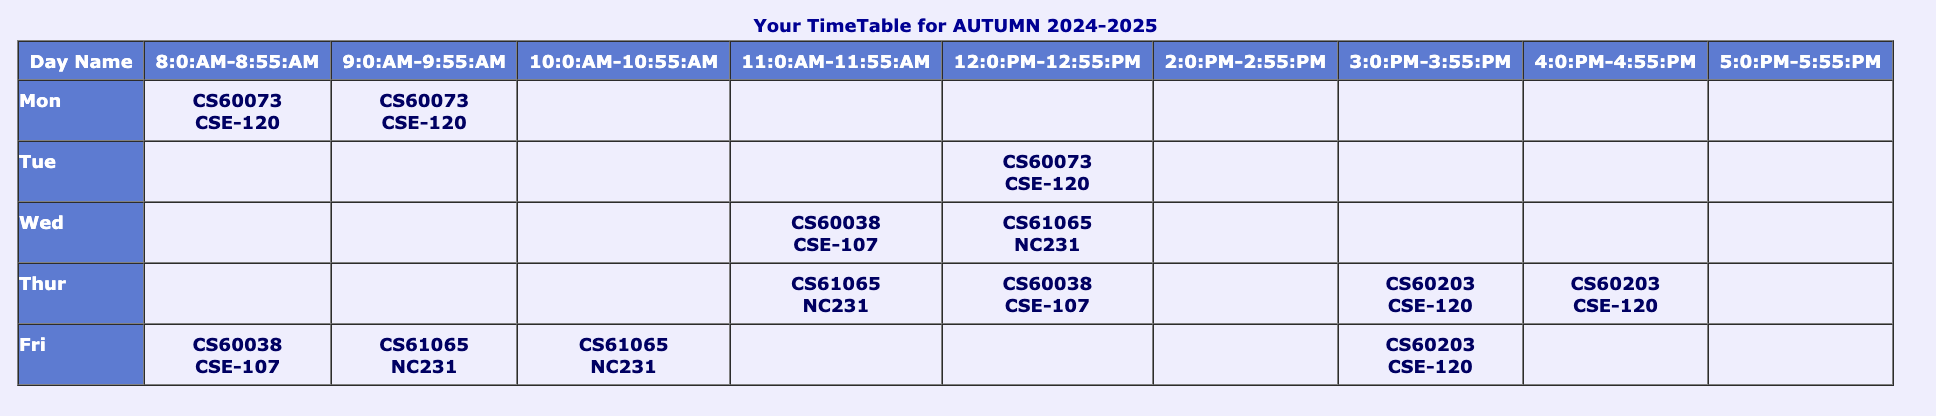 Your TimeTable for AUTUMN 2024-2025
Day Name 8:0:AM-8:55:AM 9:0:AM-9:55:AM 10:0:AM-10:55:AM 11:0:AM-11:55:AM 12:0:PM-12:55:PM 2:0:PM-2:55:PM 3:0:PM-3:55:PM 4:0:PM-4:55:PM 5:0:PM-5:55:PM
Mon CS60073 CS60073
CSE-120 CSE-120
Tue CS60073
CSE-120
Wed CS60038 CS61065
CSE-107 NC231
Thur CS61065 CS60038 CS60203 CS60203
NC231 CSE-107 CSE-120 CSE-120
Fri CS60038 CS61065 CS61065 CS60203
CSE-107 NC231 NC231 CSE-120